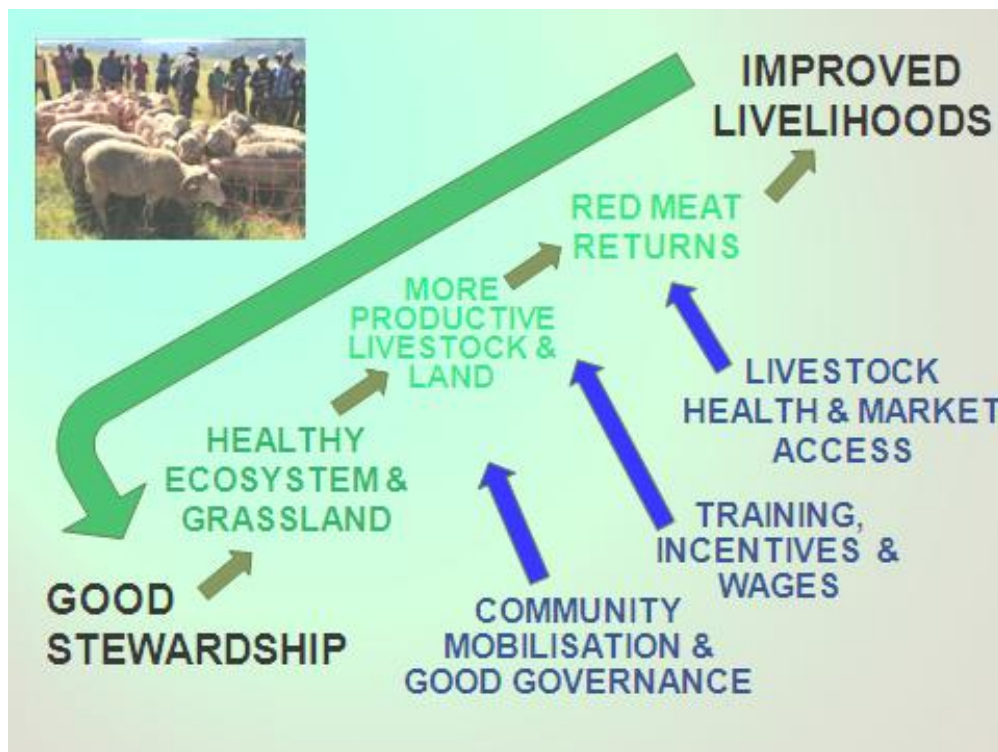 IMPROVED
LIVELIHOODS
RED MEAT
RETURNS
MORE
PRODUCTIVE
LIVESTOCK &
LAND
LIVESTOCK
HEALTH & MARKET
ACCESS
HEALTHY
ECOSYSTEM &
GRASSLAND
TRAINING,
INCENTIVES &
WAGES
GOOD
STEWARDSHIP
COMMUNITY
MOBILISATION &
GOOD GOVERNANCE